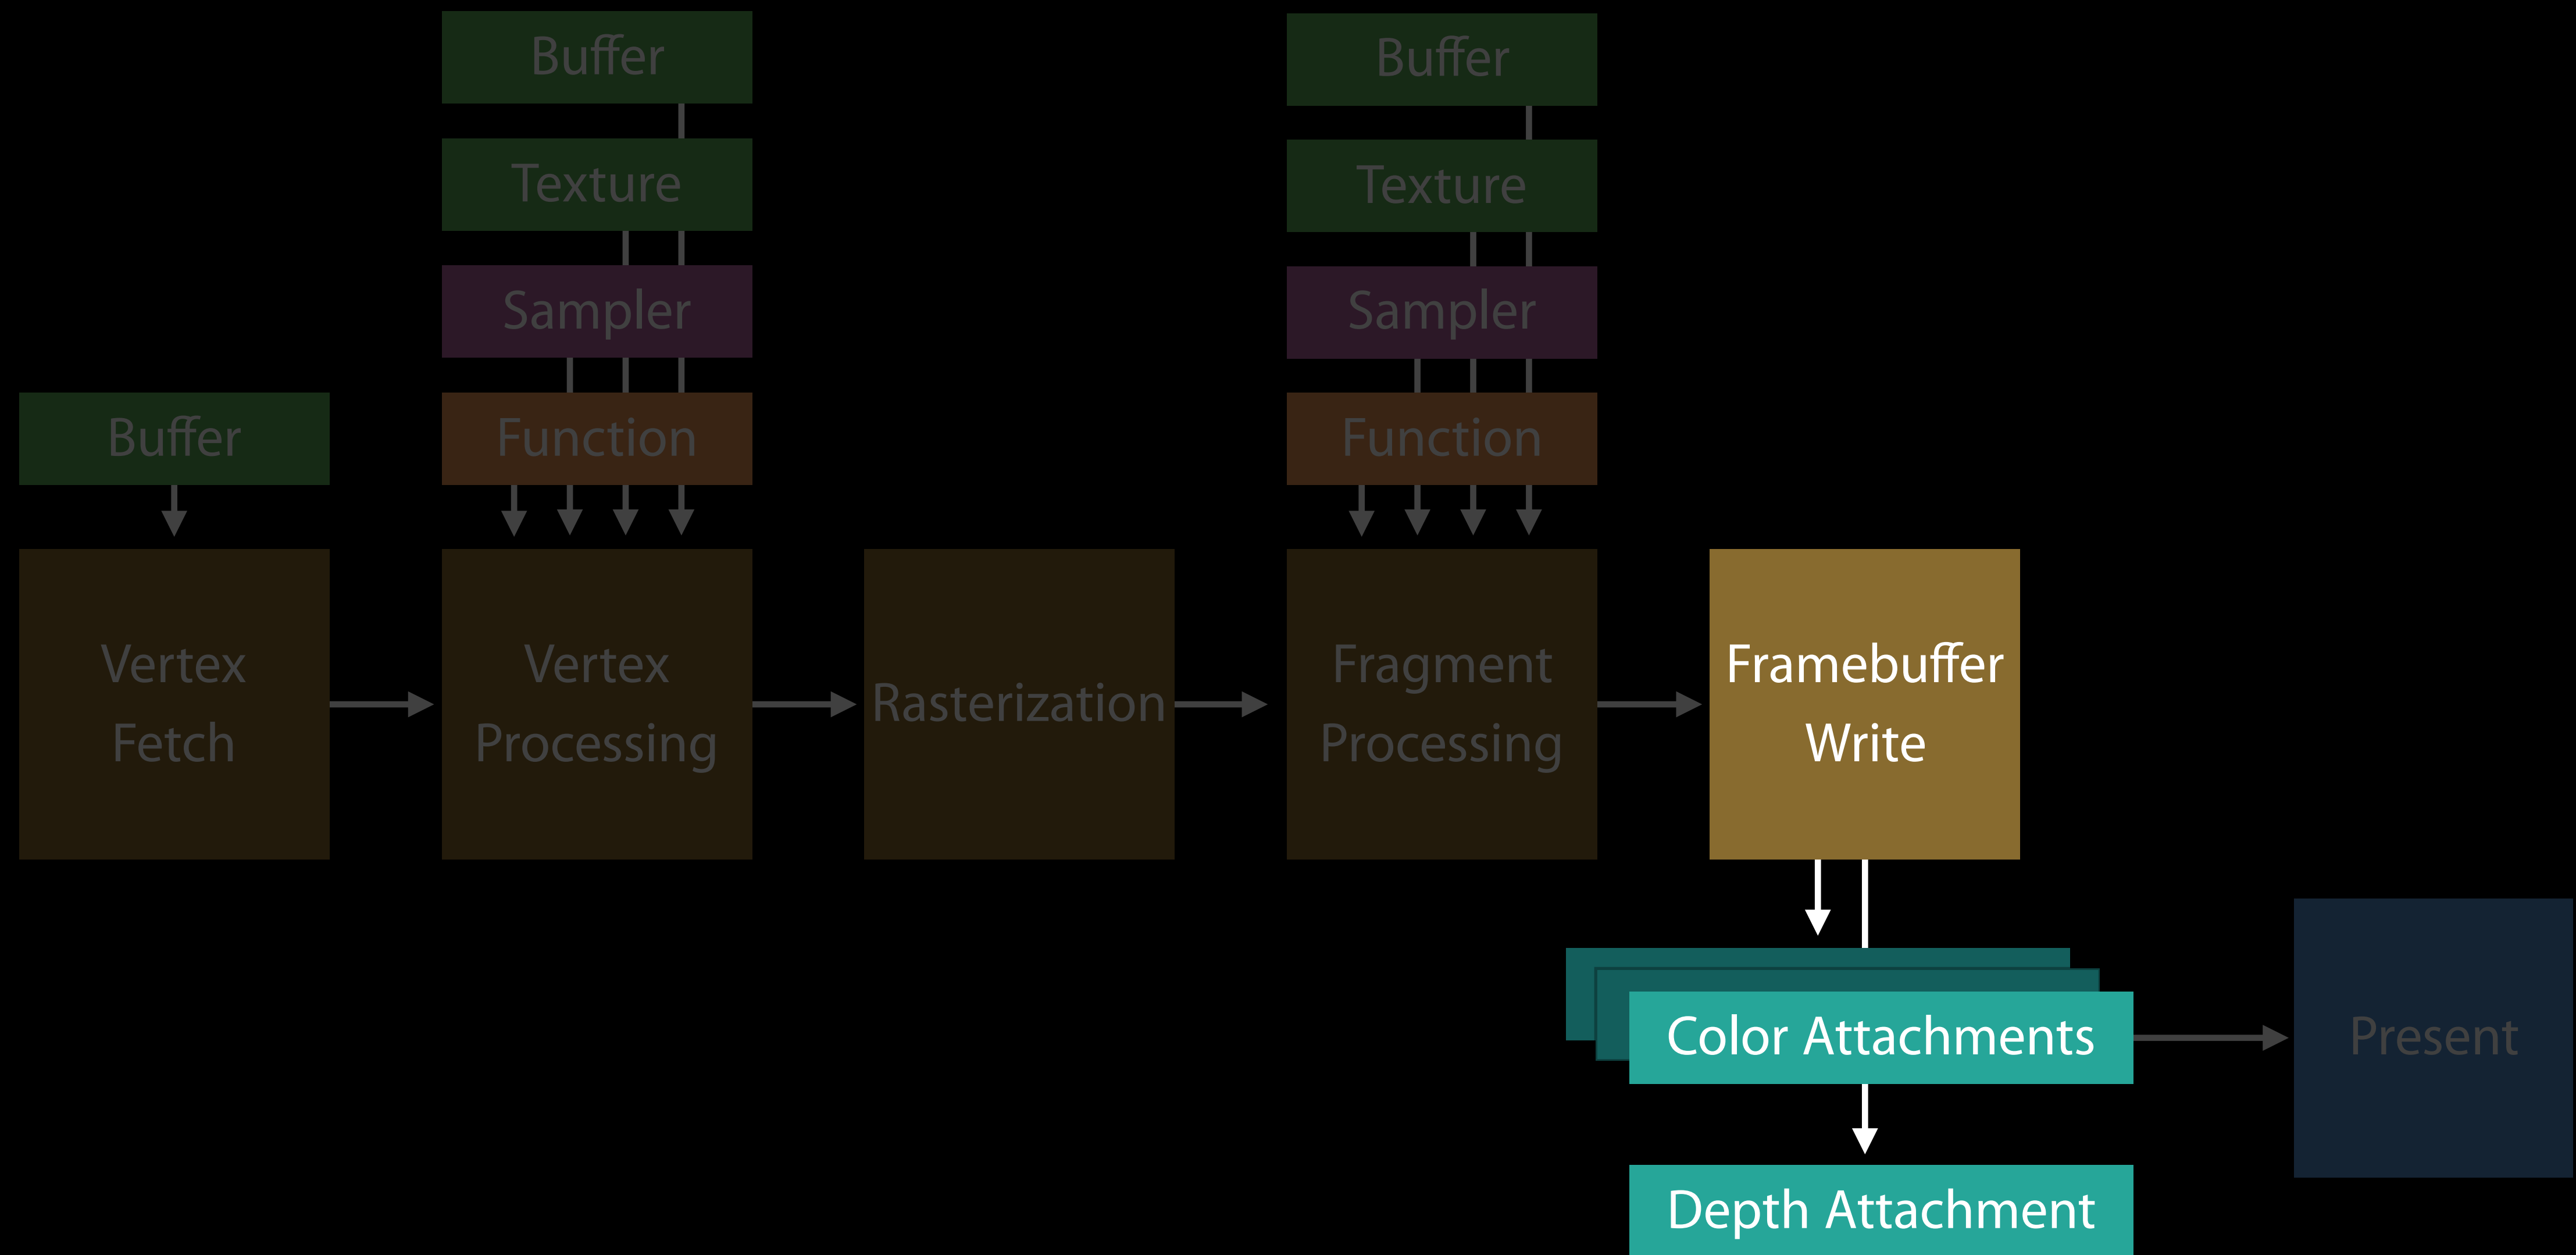 Buffer
Texture
Sampler
Function
Buffer
Texture
Sampler
Function
Buffer
Vertex
Fetch
Vertex
Processing
Rasterization
Fragment
Processing
Framebuffer
Write
Color Attachments
Depth Attachment
Present